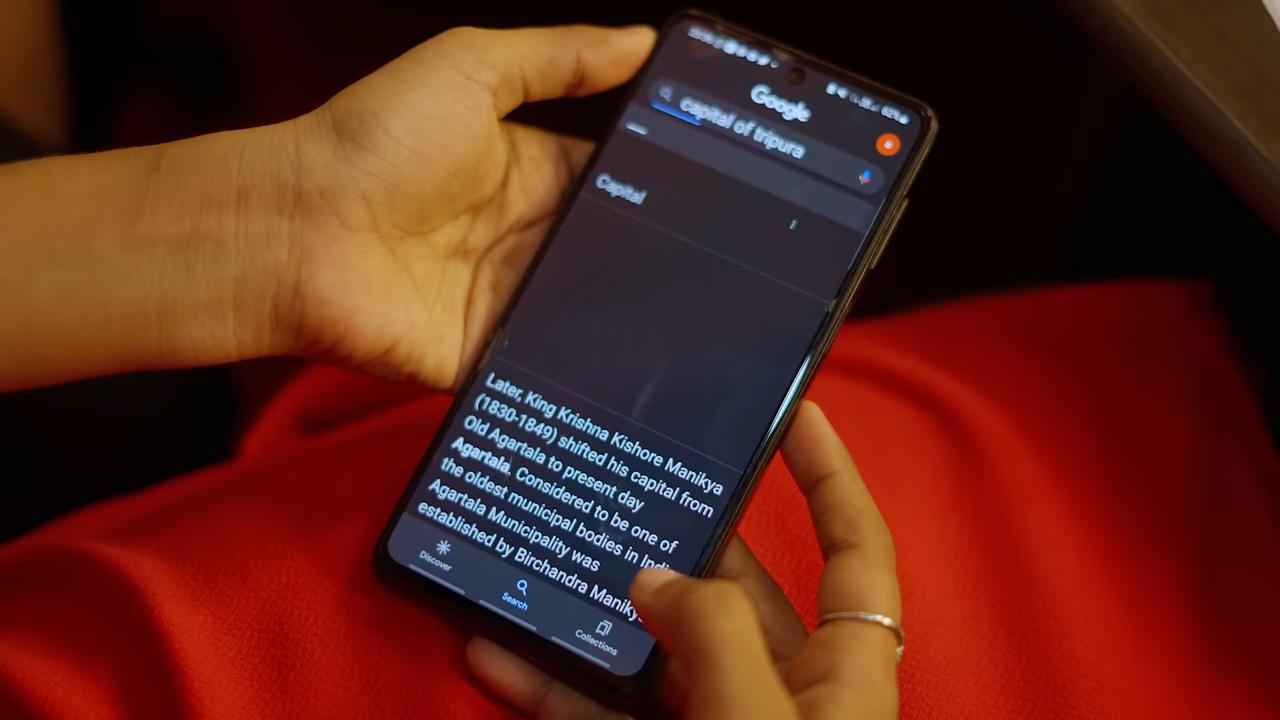 Google
capital of tripura
Capital
Later, King Krishna Kishore Manikya
(1830-1849) shifted his capital from
Old Agartala to present day
Agartala. Considered to be one of
the oldest municipal bodies in
Agartala Municipality was
established by Birchandra
Discover
Search
Collections